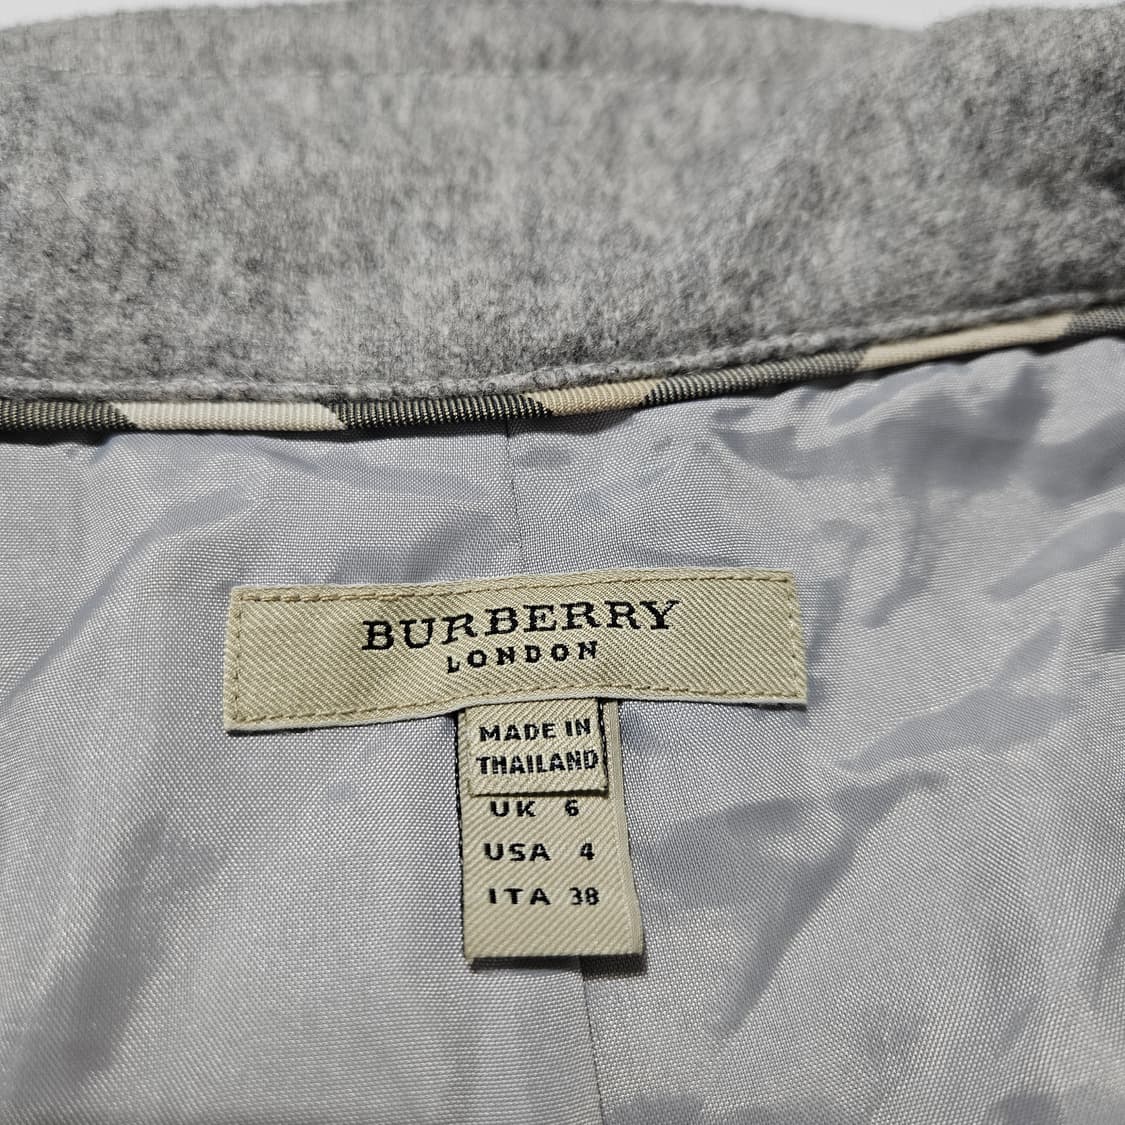 BURBERRY
LONDON
MADE IN
THAILAND
UK 6
USA 4
ITA 38